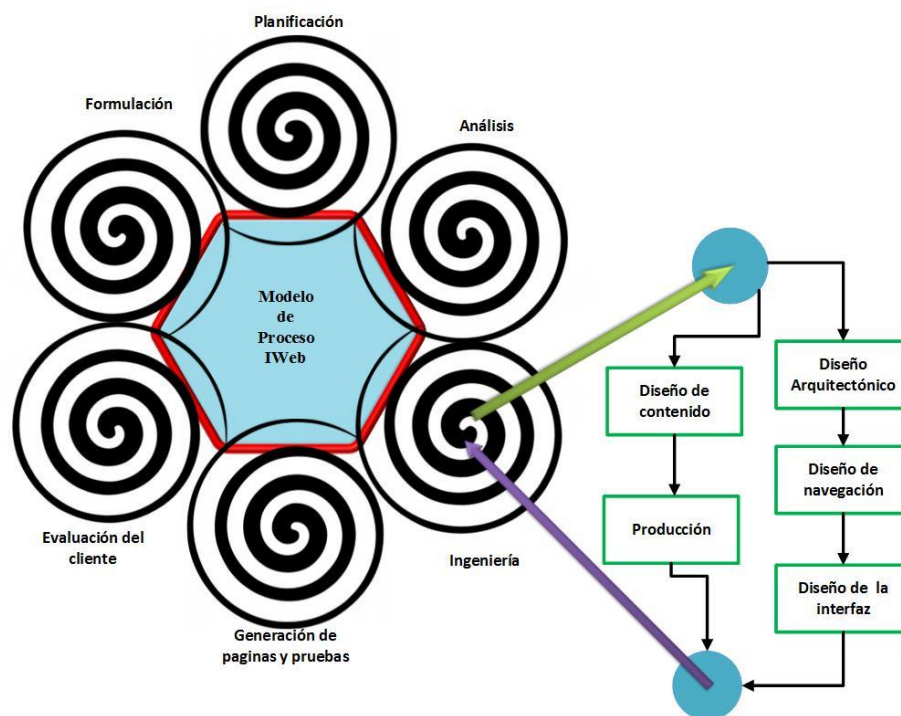 Planificación
Formulación
Análisis
Modelo
de
Proceso
IWeb
Diseño
Arquitectónico
Diseño de
contenido
Diseño de
navegación
Producción
Evaluación del
cliente
Ingeniería
Diseño de la
interfaz
Generación de
paginas y pruebas